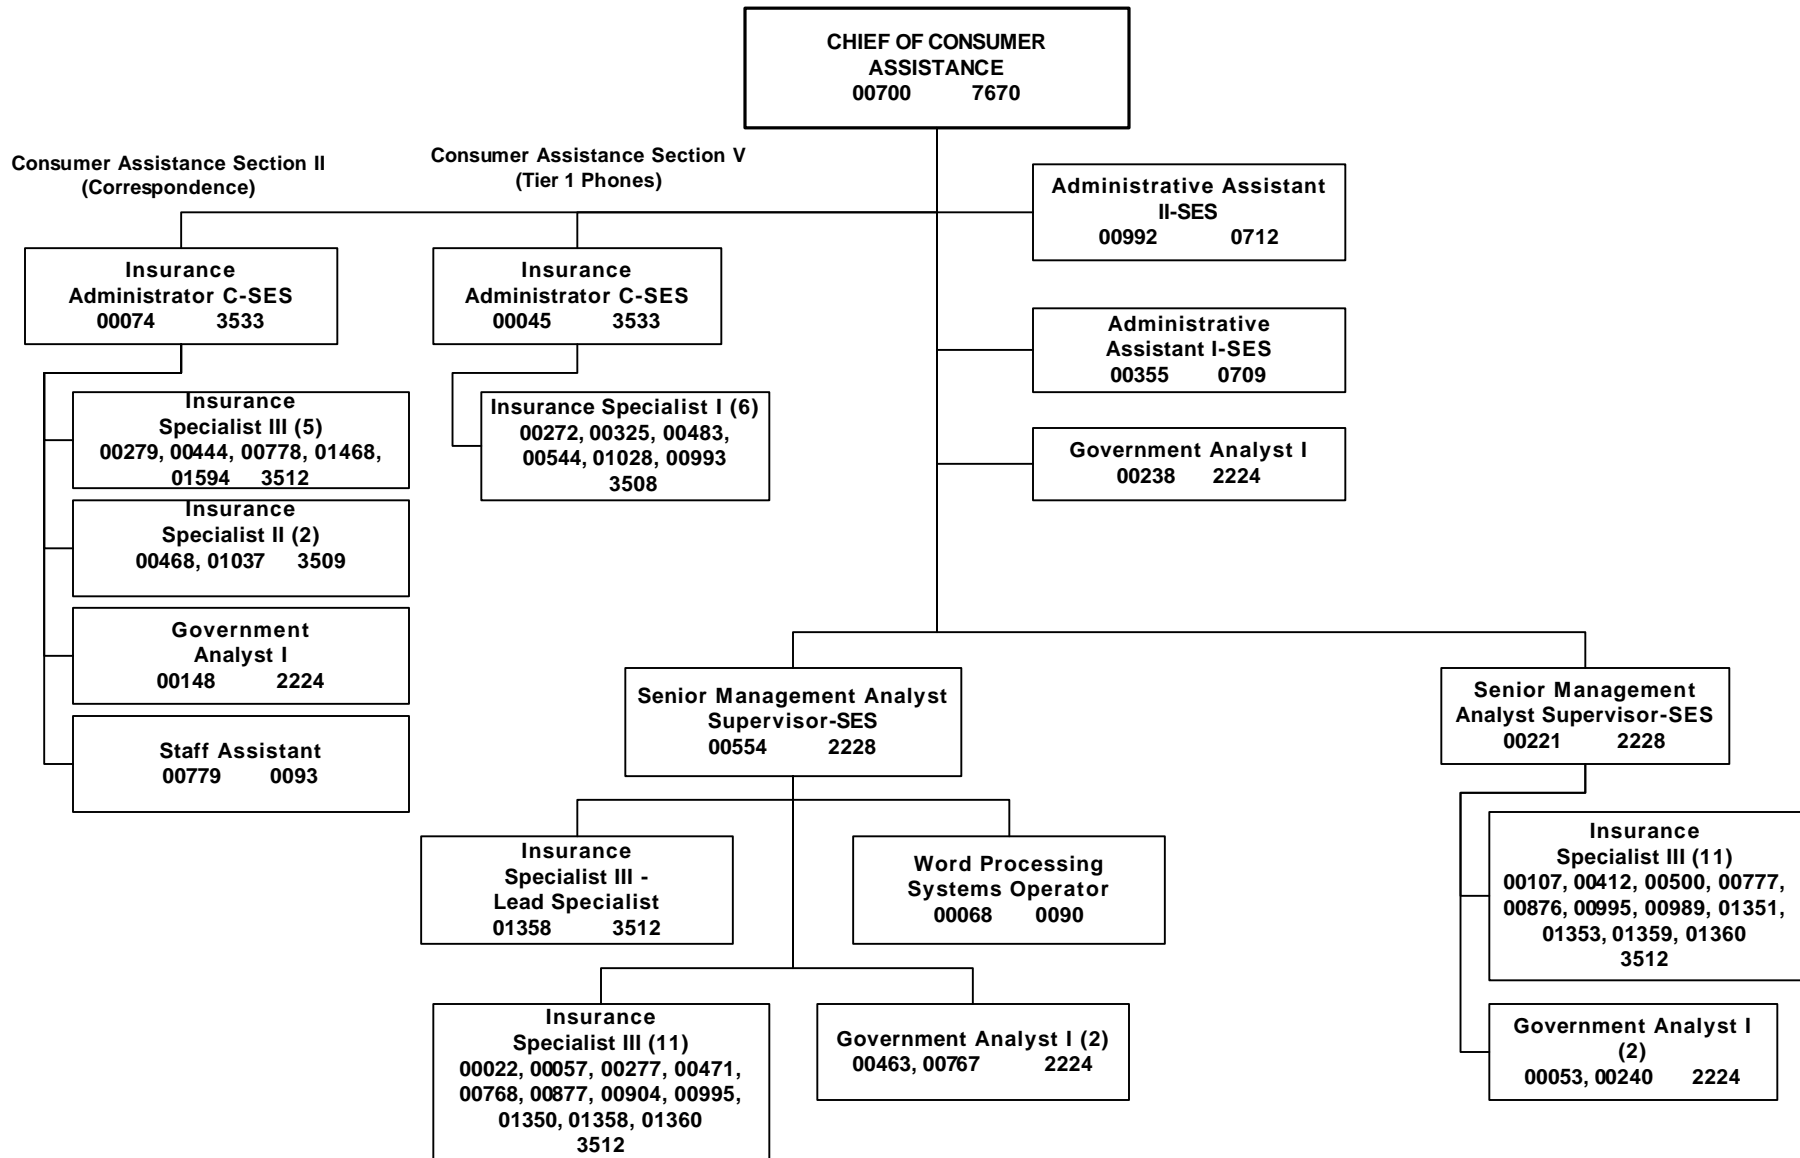 CHIEF OF CONSUMER
ASSISTANCE
00700 7670
Consumer Assistance Section II
(Correspondence)
Consumer Assistance Section V
(Tier 1 Phones)
Administrative Assistant
II-SES
00992 0712
Insurance
Administrator C-SES
00074 3533
Insurance
Administrator C-SES
00045 3533
Administrative
Assistant I-SES
00355 0709
Insurance
Specialist III (5)
00279, 00444, 00778, 01468,
01594 3512
Insurance Specialist I (6)
00272, 00325, 00483,
00544, 01028, 00993
3508
Government Analyst I
00238 2224
Insurance
Specialist II (2)
00468, 01037 3509
Government
Analyst I
00148 2224
Staff Assistant
00779 0093
Senior Management Analyst
Supervisor-SES
00554 2228
Senior Management
Analyst Supervisor-SES
00221 2228
Insurance
Specialist III -
Lead Specialist
01358 3512
Word Processing
Systems Operator
00068 0090
Insurance
Specialist III (11)
00107, 00412, 00500, 00777,
00876, 00995, 00989, 01351,
01353, 01359, 01360
3512
Insurance
Specialist III (11)
00022, 00057, 00277, 00471,
00768, 00877, 00904, 00995,
01350, 01358, 01360
3512
Government Analyst I (2)
00463, 00767 2224
Government Analyst I
(2)
00053, 00240 2224